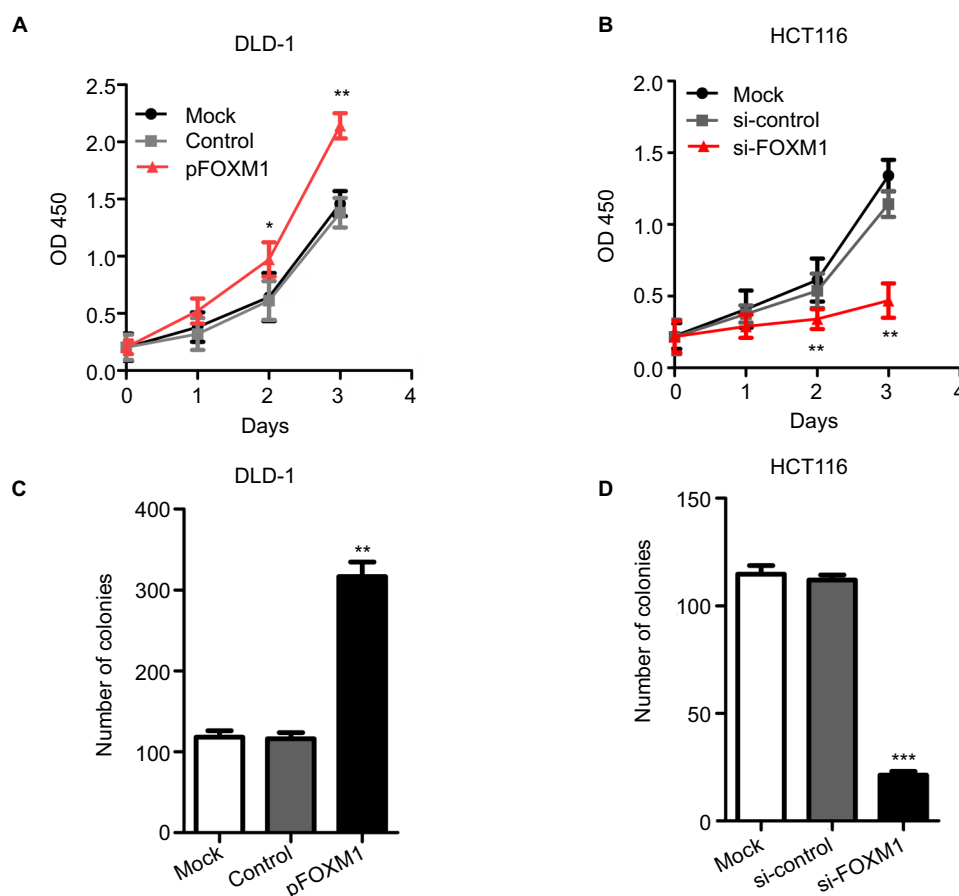 A
DLD-1
2.5
2.0
1.5
1.0
0.5
0.0
OD 450
Mock
Control
pFOXM1
*
**
0 1 2 3 4
Days
B
HCT116
2.0
1.5
1.0
0.5
0.0
OD 450
Mock
si-control
si-FOXM1
**
**
0 1 2 3 4
Days
C
DLD-1
400
300
200
100
0
Number of colonies
**
Mock Control pFOXM1
D
HCT116
150
100
50
0
Number of colonies
***
Mock si-control si-FOXM1